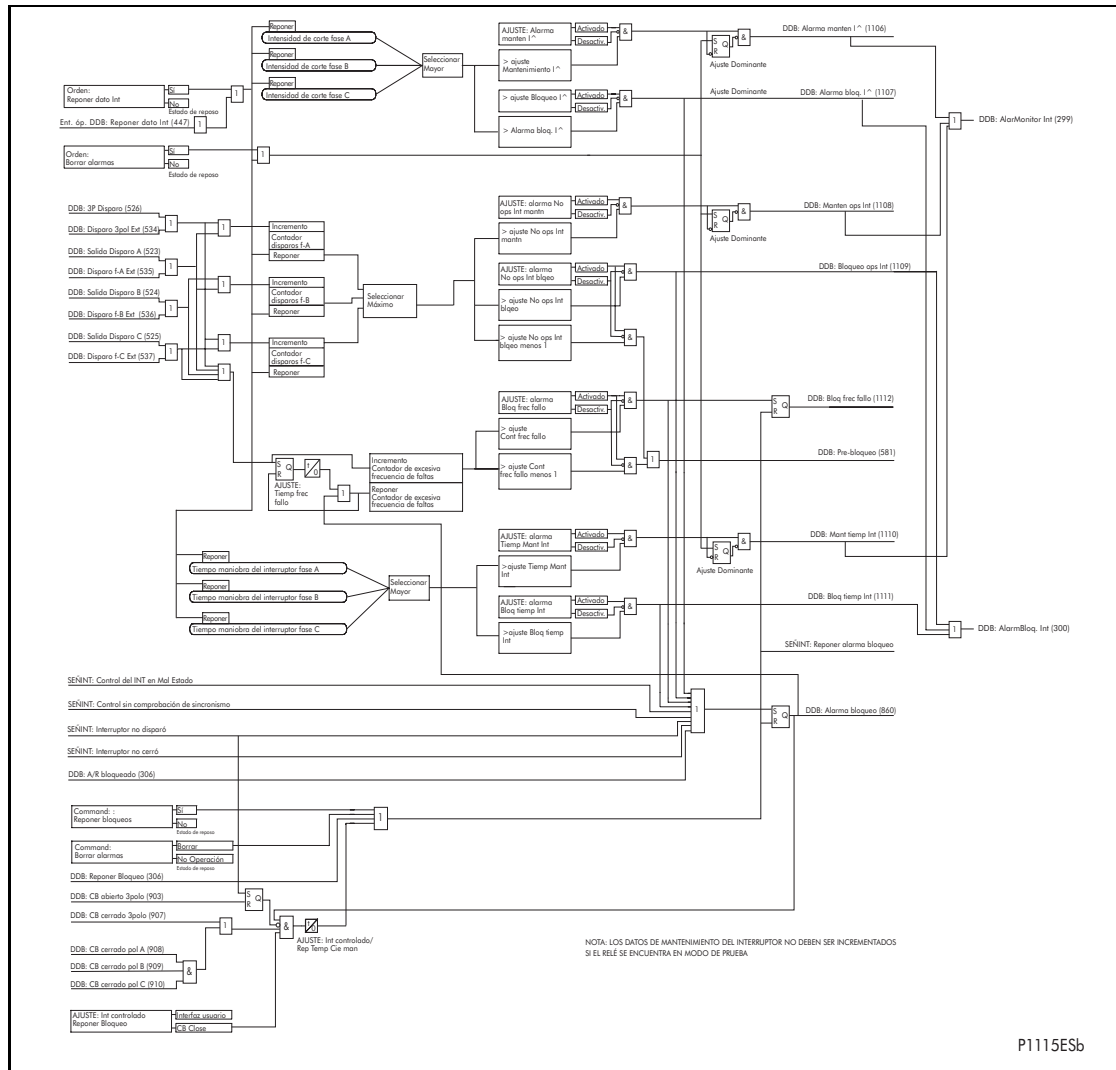 Reponer
Intensidad de corte fase A
Reponer
Intensidad de corte fase B
Reponer
Intensidad de corte fase C
Seleccionar
Mayor
AJUSTE: Alarma
manten I^
Activado
Desactiv.
&
> ajuste
Mantenimiento I^
S
R
Q
&
Ajuste Dominante
DDB: Alarma manten I^ (1106)
Orden:
Reponer dato Int
Sí
No
Estado de reposo
1
Ent. óp. DDB: Reponer dato Int (447)
1
> ajuste Bloqueo I^
Activado
Desactiv.
&
> Alarma bloq. I^
Ajuste Dominante
DDB: Alarma bloq. I^ (1107)
1
DDB: AlarMonitor Int (299)
Orden:
Borrar alarmas
Sí
No
Estado de reposo
1
DDB: 3P Disparo (526)
DDB: Disparo 3pol Ext (534)
1
1
DDB: Salida Disparo A (523)
DDB: Disparo f-A Ext (535)
1
DDB: Salida Disparo B (524)
DDB: Disparo f-B Ext (536)
1
1
DDB: Salida Disparo C (525)
DDB: Disparo f-C Ext (537)
1
1
1
Incremento
Contador
disparos f-A
Reponer
Incremento
Contador
disparos f-B
Reponer
Incremento
Contador
disparos f-C
Reponer
Seleccionar
Máximo
AJUSTE: alarma No
ops Int mantn
Activado
Desactiv.
&
> ajuste No ops Int
mantn
S
R
Q
&
Ajuste Dominante
DDB: Manten ops Int (1108)
AJUSTE: alarma
No ops Int blqeo
Activado
Desactiv.
&
> ajuste No ops Int
blqeo
> ajuste No ops Int
blqeo menos 1
&
DDB: Bloqueo ops Int (1109)
AJUSTE: alarma
Bloq frec fallo
Activado
Desactiv.
&
> ajuste
Cont frec fallo
> ajuste Cont
frec fallo menos 1
&
1
S
R
Q
DDB: Bloq frec fallo (1112)
DDB: Pre-bloqueo (581)
S
R
Q
t
0
AJUSTE:
Tiemp frec
fallo
1
Incremento
Contador de excesiva
frecuencia de faltas
Reponer
Contador de excesiva
frecuencia de faltas
Reponer
Tiempo maniobra del interruptor fase A
Reponer
Tiempo maniobra del interruptor fase B
Reponer
Tiempo maniobra del interruptor fase C
Seleccionar
Mayor
AJUSTE: alarma
Tiemp Mant Int
Activado
Desactiv.
&
>ajuste Tiemp Mant
Int
S
R
Q
&
Ajuste Dominante
DDB: Mant tiemp Int (1110)
AJUSTE: alarma
Bloq tiemp Int
Activado
Desactiv.
&
>ajuste Bloq tiemp
Int
DDB: Bloq tiemp Int (1111)
1
DDB: AlarmBloq. Int (300)
SEÑINT: Reponer alarma bloqueo
SEÑINT: Control del INT en Mal Estado
SEÑINT: Control sin comprobación de sincronismo
SEÑINT: Interruptor no disparó
SEÑINT: Interruptor no cerró
DDB: A/R bloqueado (306)
1
S
R
Q
DDB: Alarma bloqueo (860)
Command: :
Reponer bloqueos
Sí
No
Estado de reposo
1
Command:
Borrar alarmas
Borrar
No Operación
Estado de reposo
DDB: Reponer Bloqueo (306)
DDB: CB abierto 3polo (903)
S
R
Q
DDB: CB cerrado 3polo (907)
1
&
t
0
AJUSTE: Int controlado/
Rep Temp Cie man
DDB: CB cerrado pol A (908)
DDB: CB cerrado pol B (909)
DDB: CB cerrado pol C (910)
&
AJUSTE: Int controlado
Reponer Bloqueo
Interfaz usuario
CB Close
NOTA: LOS DATOS DE MANTENIMIENTO DEL INTERRUPTOR NO DEBEN SER INCREMENTADOS
SI EL RELÉ SE ENCUENTRA EN MODO DE PRUEBA
P1115ESb